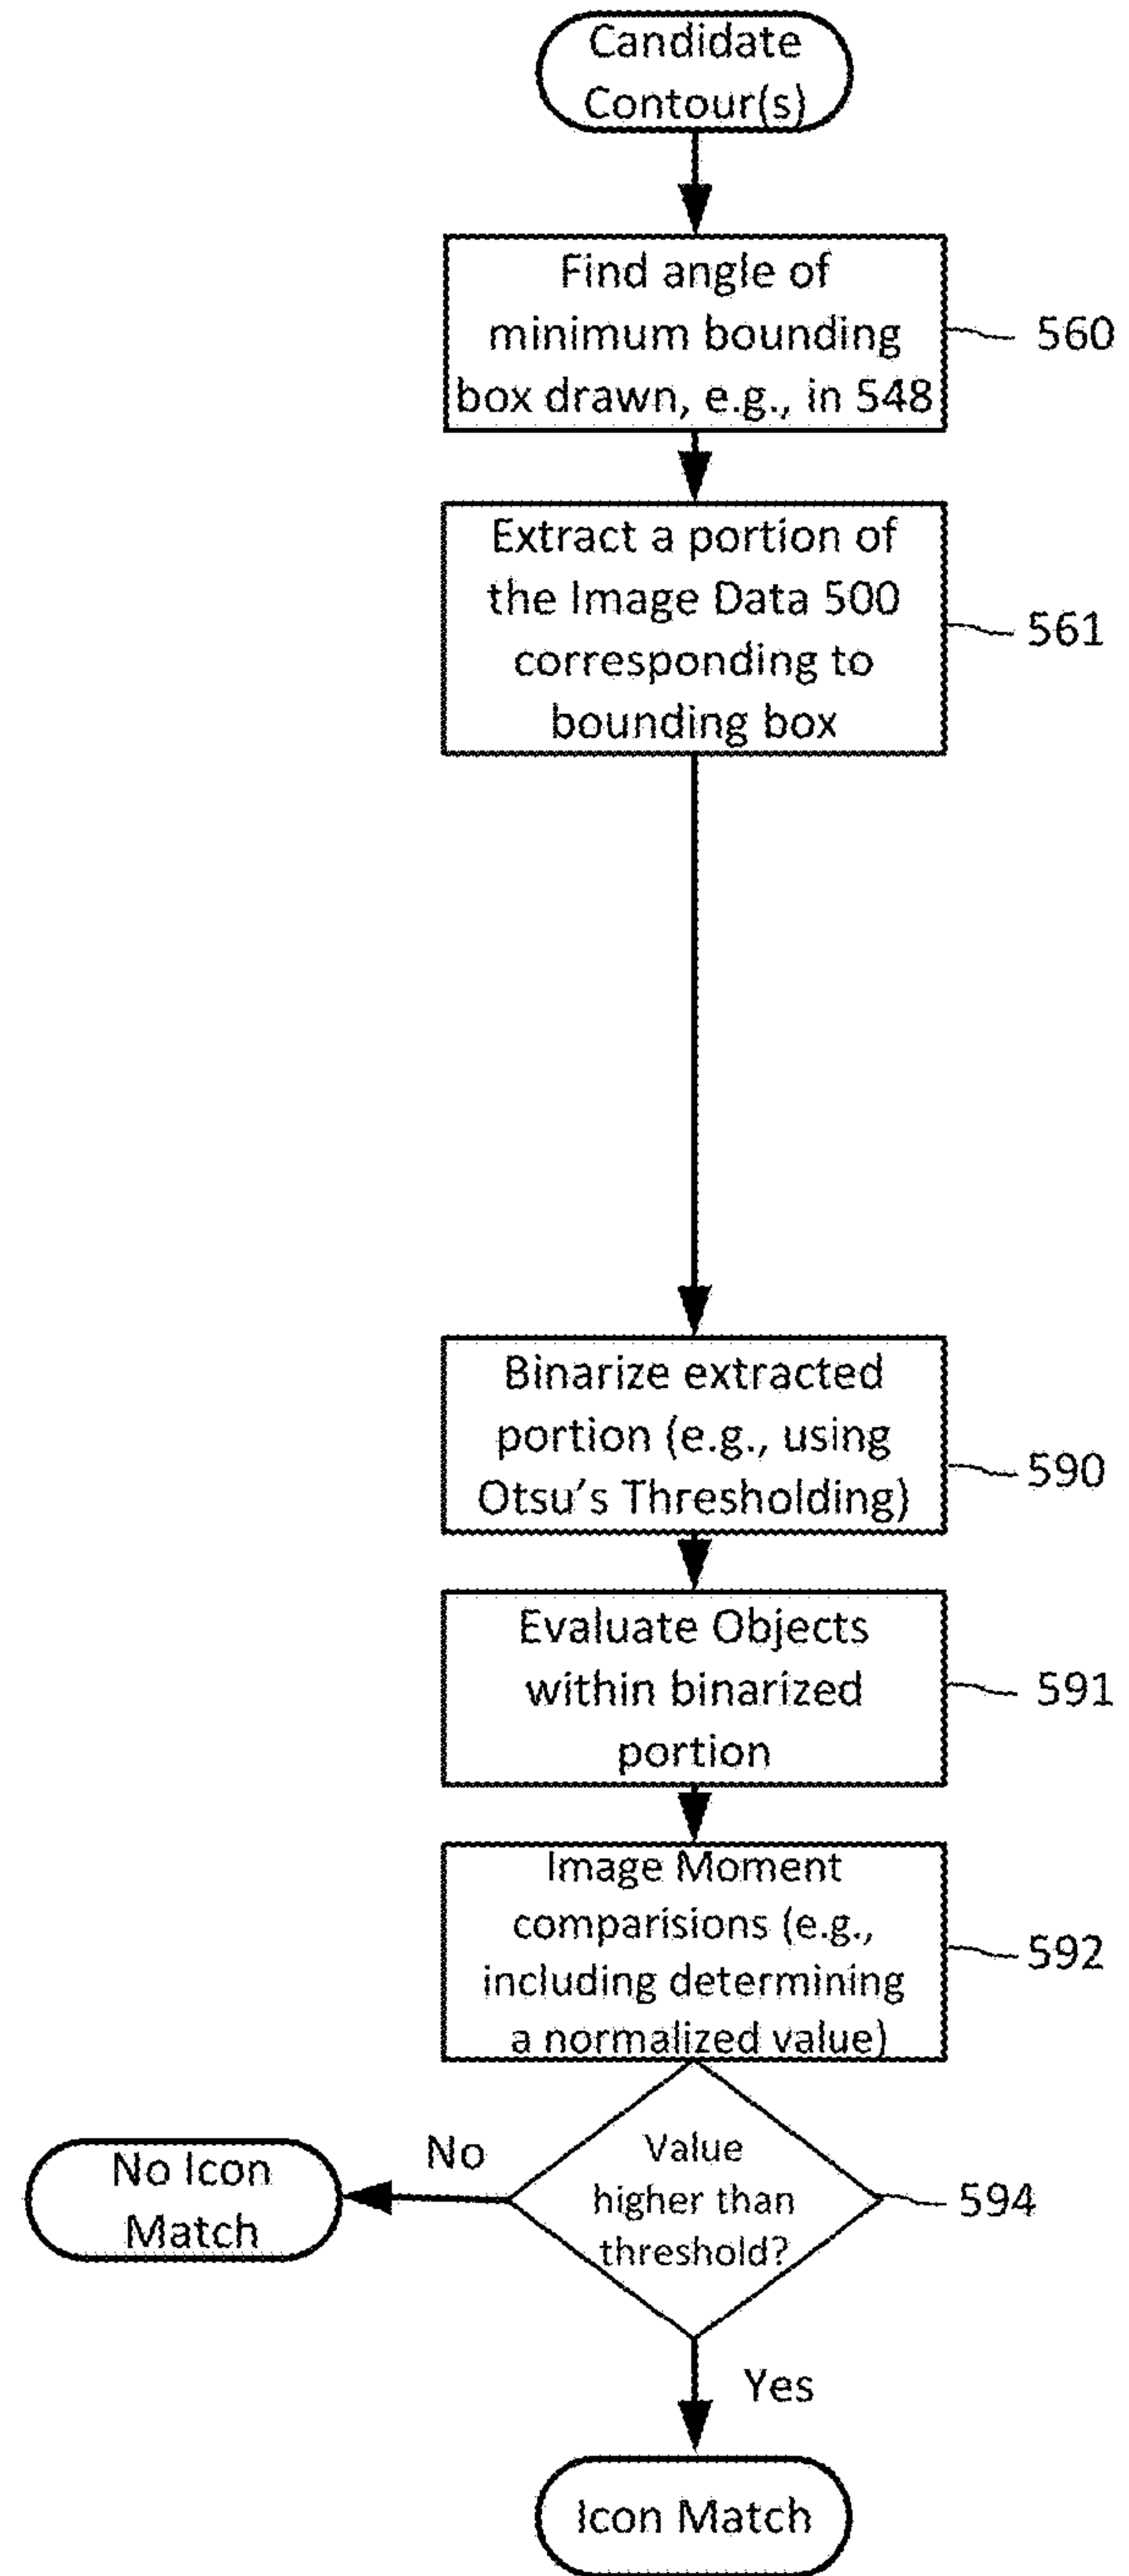 Candidate
Contour(s)
Find angle of
minimum bounding
box drawn, e.g., in 548
560
Extract a portion of
the Image Data 500
corresponding to
bounding box
561
Binarize extracted
portion (e.g., using
Otsu's Thresholding)
590
Evaluate Objects
within binarized
portion
591
Image Moment
comparisions (e.g.,
including determining
a normalized value)
592
Value
higher than
threshold?
594
No
No Icon
Match
Yes
Icon Match